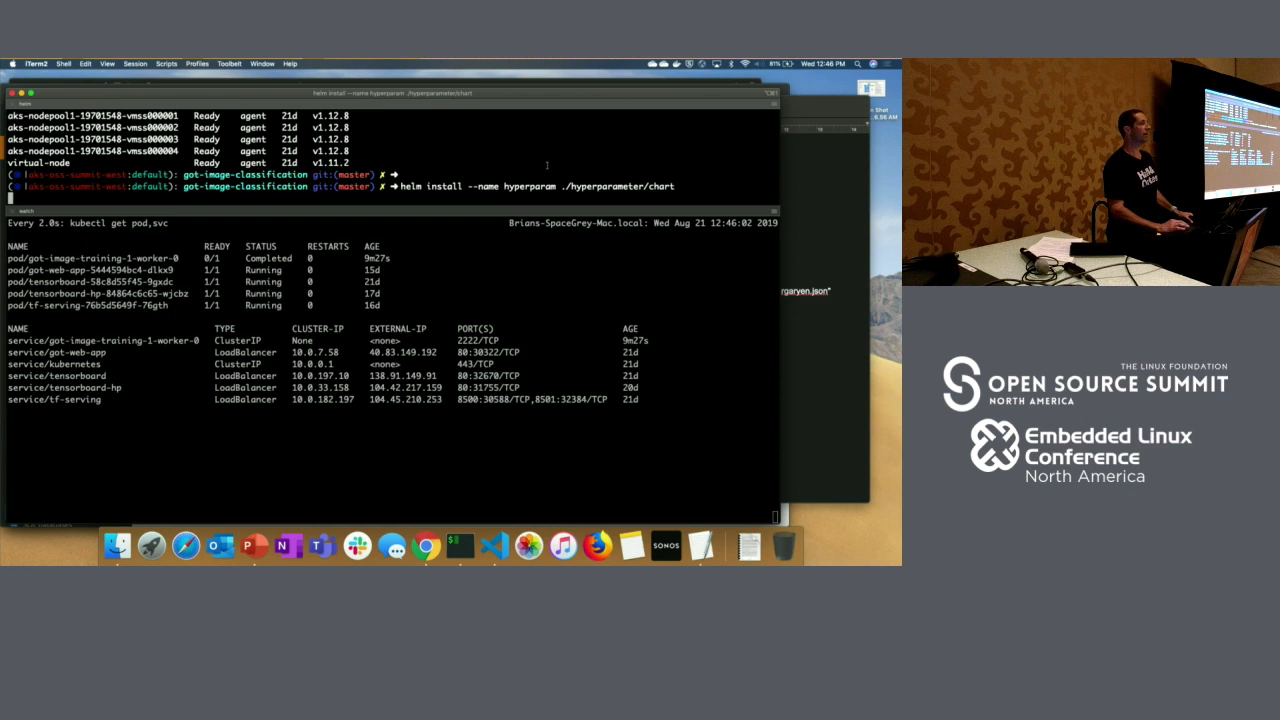 iTerm2 Shell Edit View Session Scripts Profiles Toolbelt Window Help 81% Wed 12:46 PM
helm install --name hyperparam ./hyperparameter/chart
helm
aks-nodepool1-19701548-vmss000001 Ready agent 21d v1.12.8
aks-nodepool1-19701548-vmss000002 Ready agent 21d v1.12.8
aks-nodepool1-19701548-vmss000003 Ready agent 21d v1.12.8
aks-nodepool1-19701548-vmss000004 Ready agent 21d v1.12.8
virtual-node Ready agent 21d v1.11.2
( |aks-oss-summit-west:default): got-image-classification git:(master) ✗ ➜
( |aks-oss-summit-west:default): got-image-classification git:(master) ✗ ➜ helm install --name hyperparam ./hyperparameter/chart
watch
Every 2.0s: kubectl get pod,svc Brians-SpaceGrey-Mac.local: Wed Aug 21 12:46:02 2019
NAME READY STATUS RESTARTS AGE
pod/got-image-training-1-worker-0 0/1 Completed 0 9m27s
pod/got-web-app-5444594bc4-dlkx9 1/1 Running 0 15d
pod/tensorboard-58c8d55f45-9gxdc 1/1 Running 0 21d
pod/tensorboard-hp-84864c6c65-wjcbz 1/1 Running 0 17d
pod/tf-serving-76b5d5649f-76gth 1/1 Running 0 16d
NAME TYPE CLUSTER-IP EXTERNAL-IP PORT(S) AGE
service/got-image-training-1-worker-0 ClusterIP None <none> 2222/TCP 9m27s
service/got-web-app LoadBalancer 10.0.7.58 40.83.149.192 80:30322/TCP 21d
service/kubernetes ClusterIP 10.0.0.1 <none> 443/TCP 21d
service/tensorboard LoadBalancer 10.0.197.10 138.91.149.91 80:32670/TCP 21d
service/tensorboard-hp LoadBalancer 10.0.33.158 104.42.217.159 80:31755/TCP 20d
service/tf-serving LoadBalancer 10.0.182.197 104.45.210.253 8500:30588/TCP,8501:32384/TCP 21d
rgaryen.json"
SONOS
THE LINUX FOUNDATION
OPEN SOURCE SUMMIT
NORTH AMERICA
Embedded Linux
Conference
North America